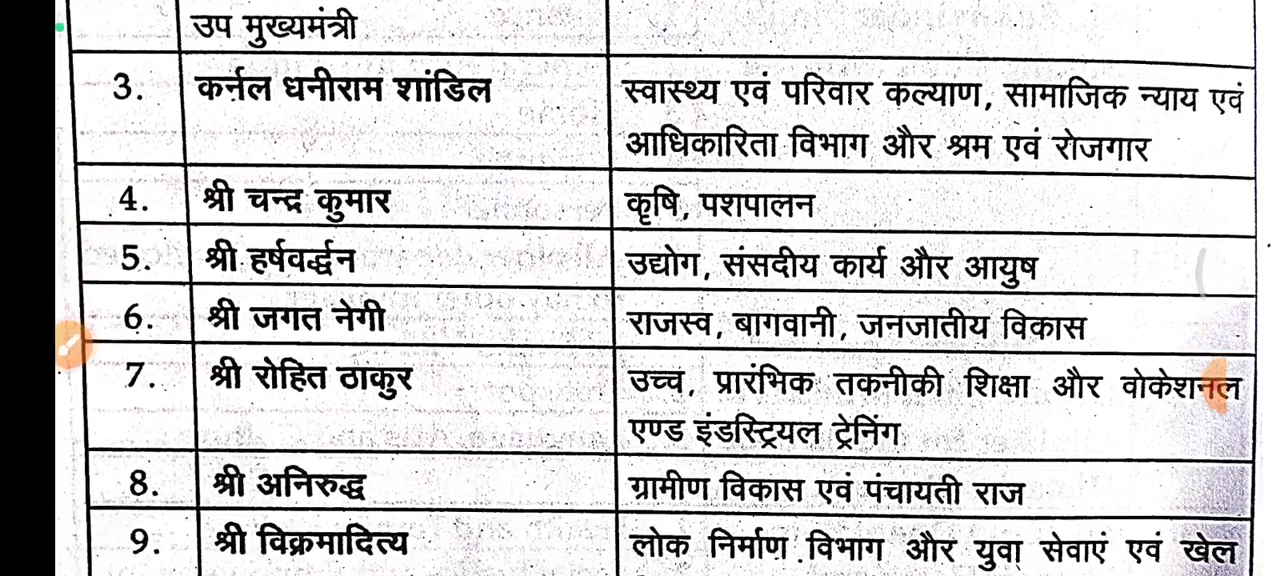 उप मुख्यमंत्री
3. कर्नल धनीराम शांडिल स्वास्थ्य एवं परिवार कल्याण, सामाजिक न्याय एवं
आधिकारिता विभाग और श्रम एवं रोजगार
4. श्री चन्द्र कुमार कृषि, पशपालन
5. श्री हर्षवर्द्धन उद्योग, संसदीय कार्य और आयुष
6. श्री जगत नेगी राजस्व, बागवानी, जनजातीय विकास
7. श्री रोहित ठाकुर उच्च, प्रारंभिक तकनीकी शिक्षा और वोकेशनल
एण्ड इंडस्ट्रियल ट्रेनिंग
8. श्री अनिरुद्ध ग्रामीण विकास एवं पंचायती राज
9. श्री विक्रमादित्य लोक निर्माण विभाग और युवा सेवाएं एवं खेल